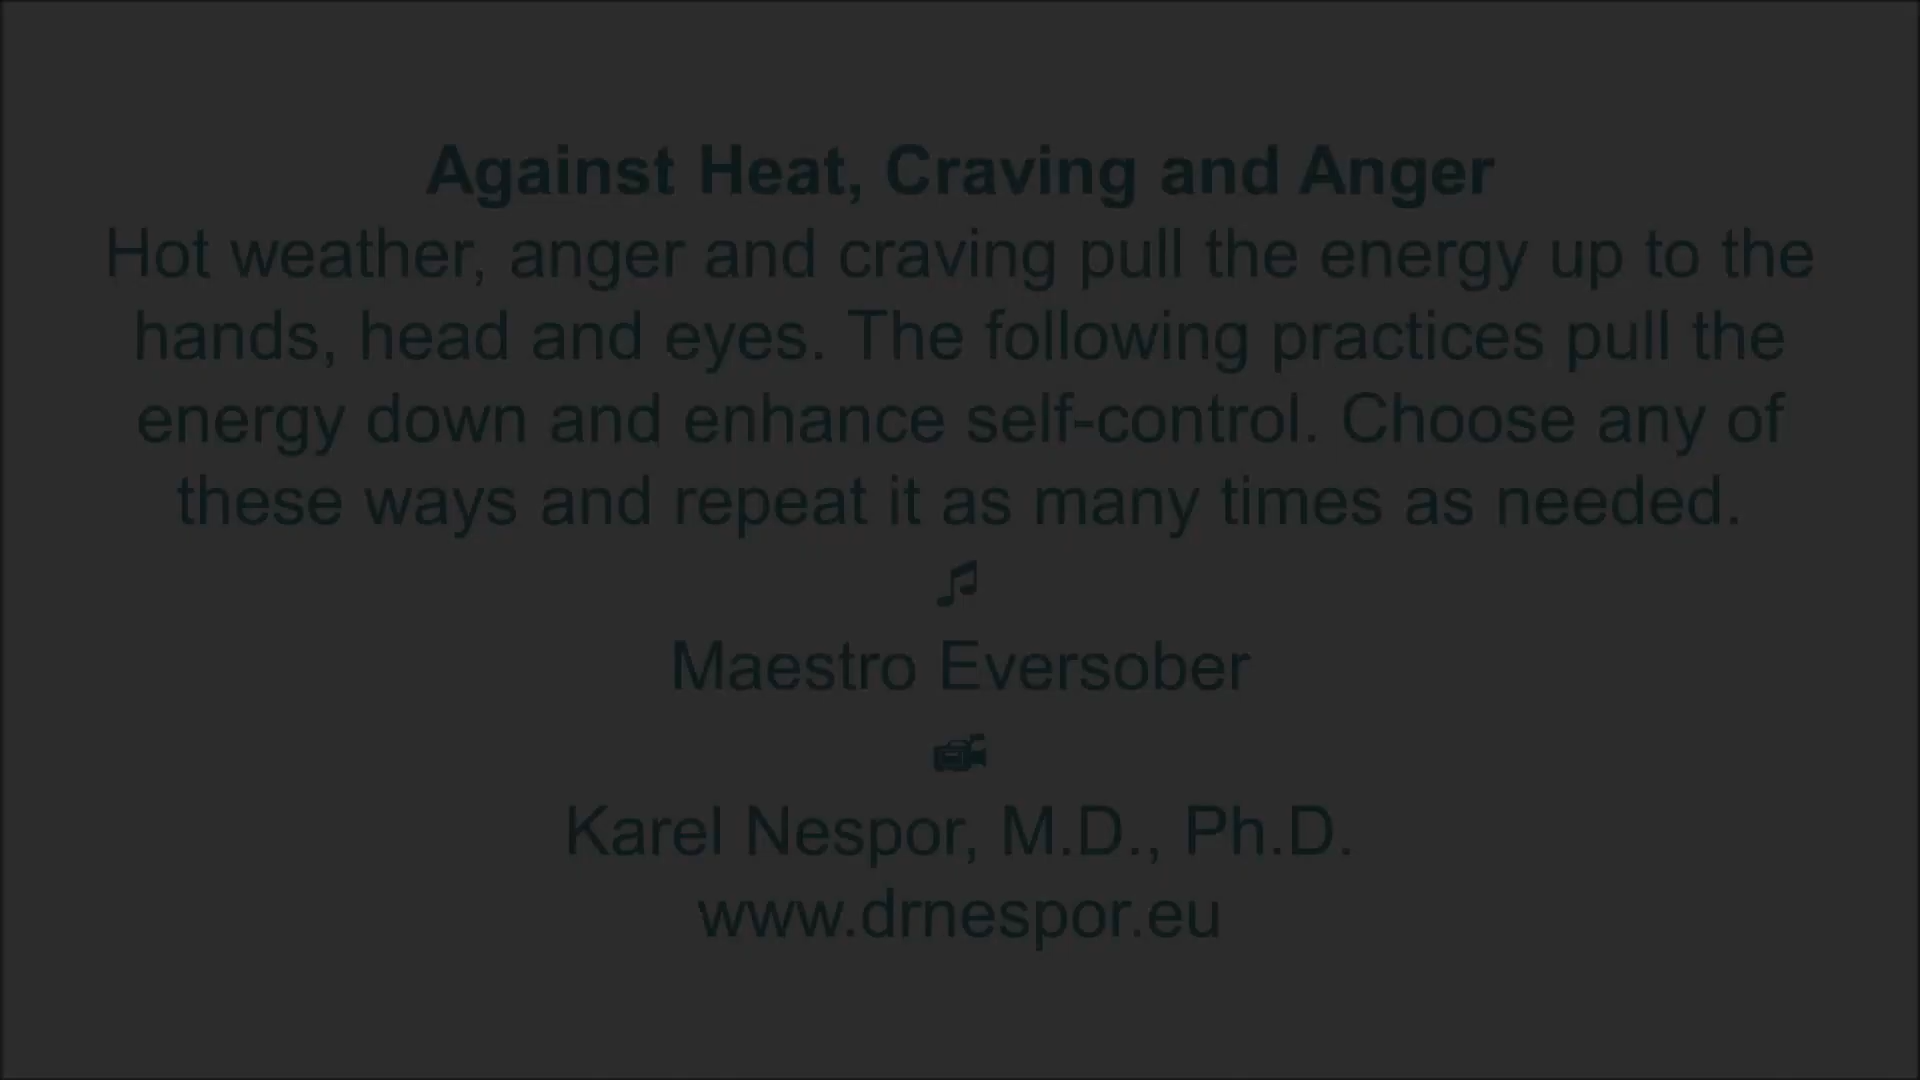 Against Heat, Craving and Anger
Hot weather, anger and craving pull the energy up to the
hands, head and eyes. The following practices pull the
energy down and enhance self-control. Choose any of
these ways and repeat it as many times as needed.
♫
Maestro Eversober
Karel Nespor, M.D., Ph.D.
www.drnespor.eu